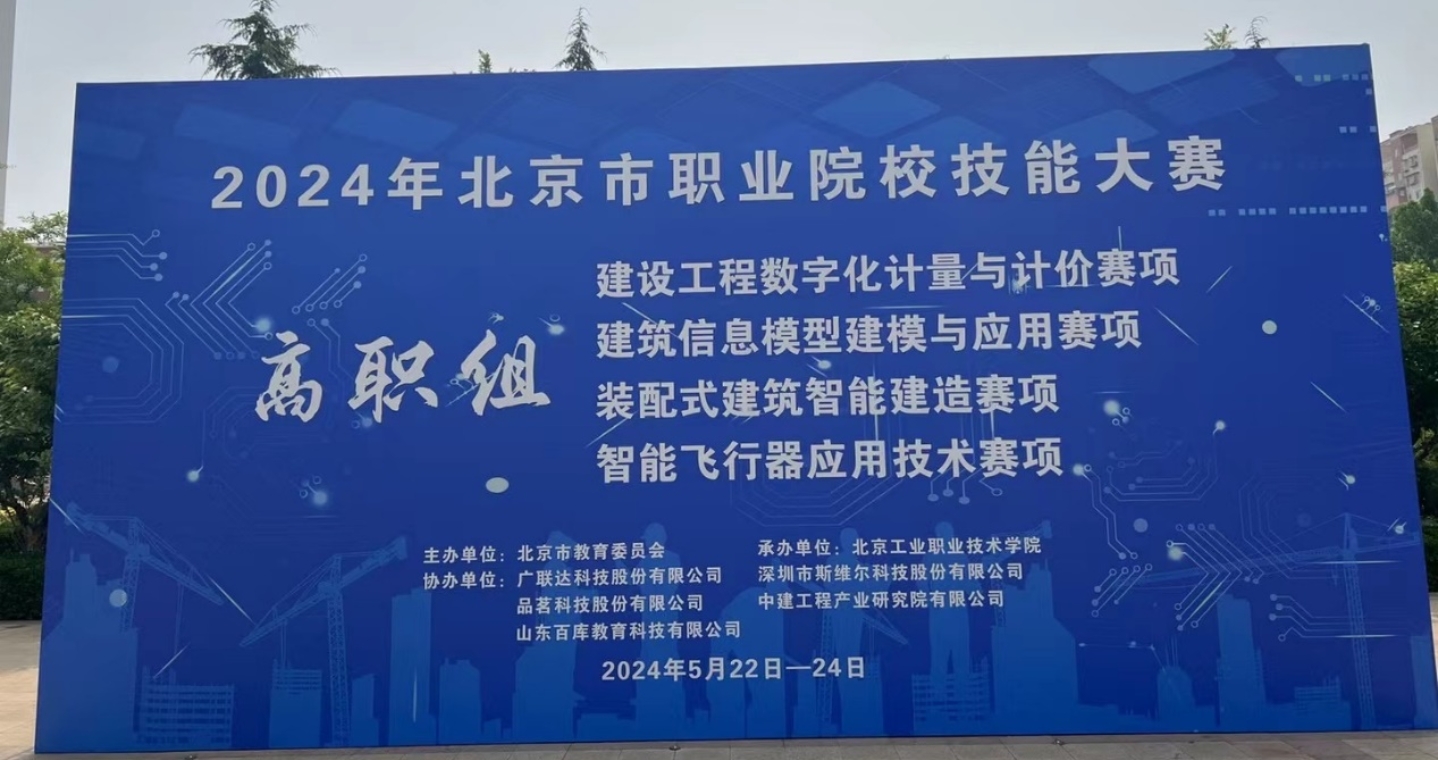 2024年北京市职业院校技能大赛
高职组
建设工程数字化计量与计价赛项
建筑信息模型建模与应用赛项
装配式建筑智能建造赛项
智能飞行器应用技术赛项
主办单位：北京市教育委员会
承办单位：北京工业职业技术学院
协办单位：广联达科技股份有限公司
深圳市斯维尔科技股份有限公司
品茗科技股份有限公司
中建工程产业研究院有限公司
山东百库教育科技有限公司
2024年5月22日—24日